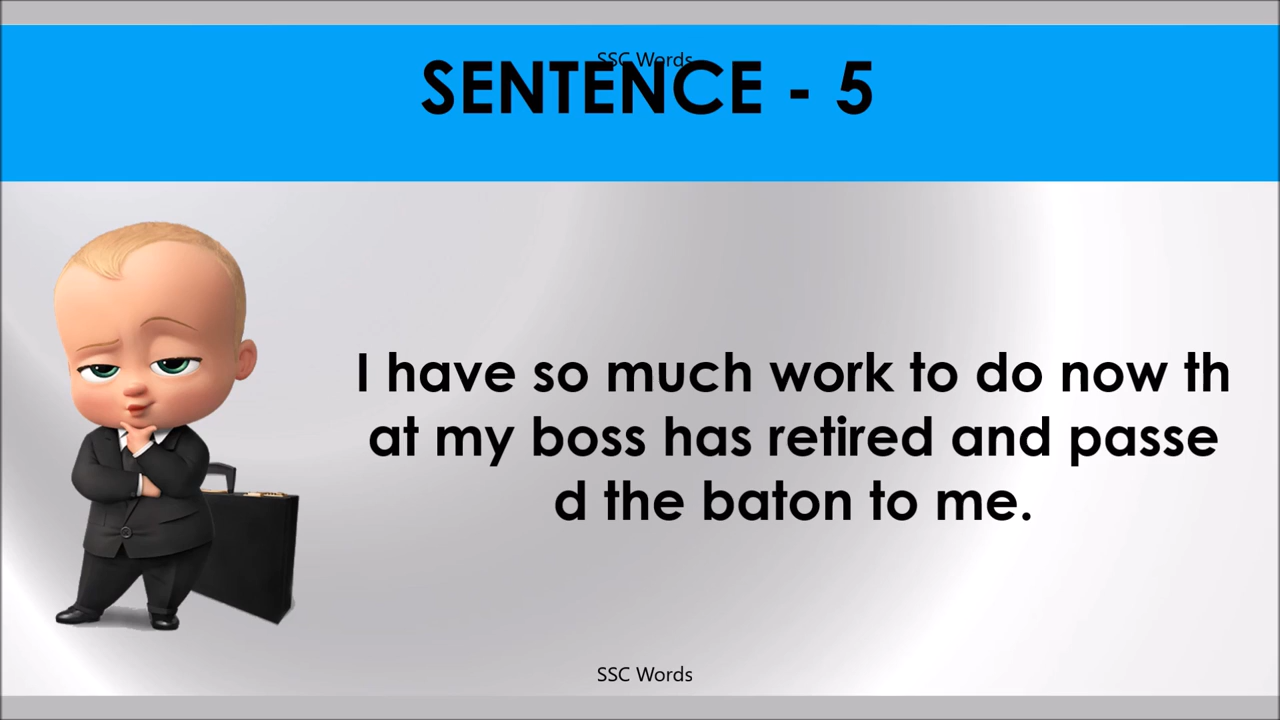 SSC Words
SENTENCE - 5
I have so much work to do now th
at my boss has retired and passe
d the baton to me.
SSC Words